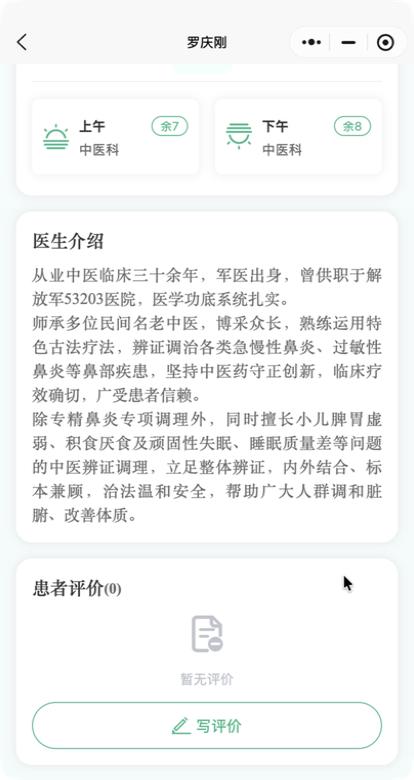 罗庆刚
上午
余7
中医科
下午
余8
中医科
医生介绍
从业中医临床三十余年，军医出身，曾供职于解
放军53203医院，医学功底系统扎实。
师承多位民间名老中医，博采众长，熟练运用特
色古法疗法，辨证调治各类急慢性鼻炎、过敏性
鼻炎等鼻部疾患，坚持中医药守正创新，临床疗
效确切，广受患者信赖。
除专精鼻炎专项调理外，同时擅长小儿脾胃虚
弱、积食厌食及顽固性失眠、睡眠质量差等问题
的中医辨证调理，立足整体辨证，内外结合、标
本兼顾，治法温和安全，帮助广大人群调和脏
腑、改善体质。
患者评价(0)
暂无评价
写评价